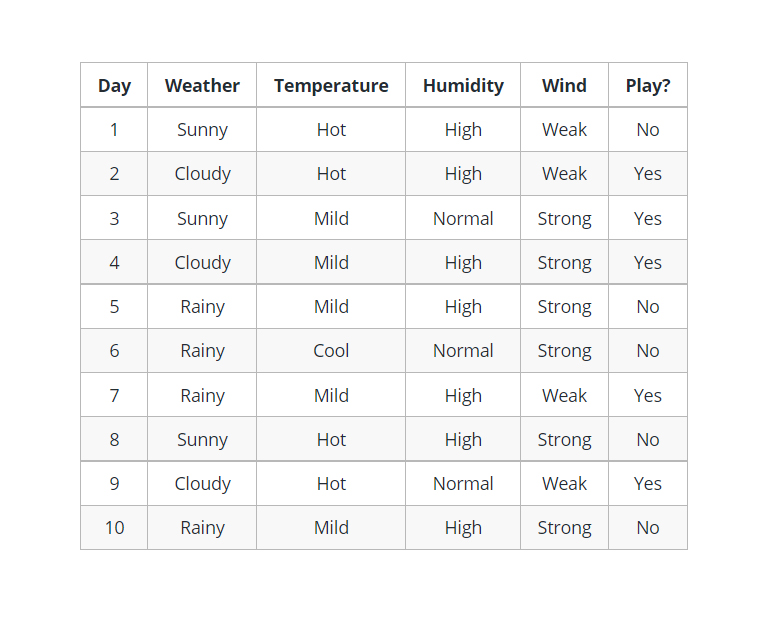 Day Weather Temperature Humidity Wind Play?
1 Sunny Hot High Weak No
2 Cloudy Hot High Weak Yes
3 Sunny Mild Normal Strong Yes
4 Cloudy Mild High Strong Yes
5 Rainy Mild High Strong No
6 Rainy Cool Normal Strong No
7 Rainy Mild High Weak Yes
8 Sunny Hot High Strong No
9 Cloudy Hot Normal Weak Yes
10 Rainy Mild High Strong No